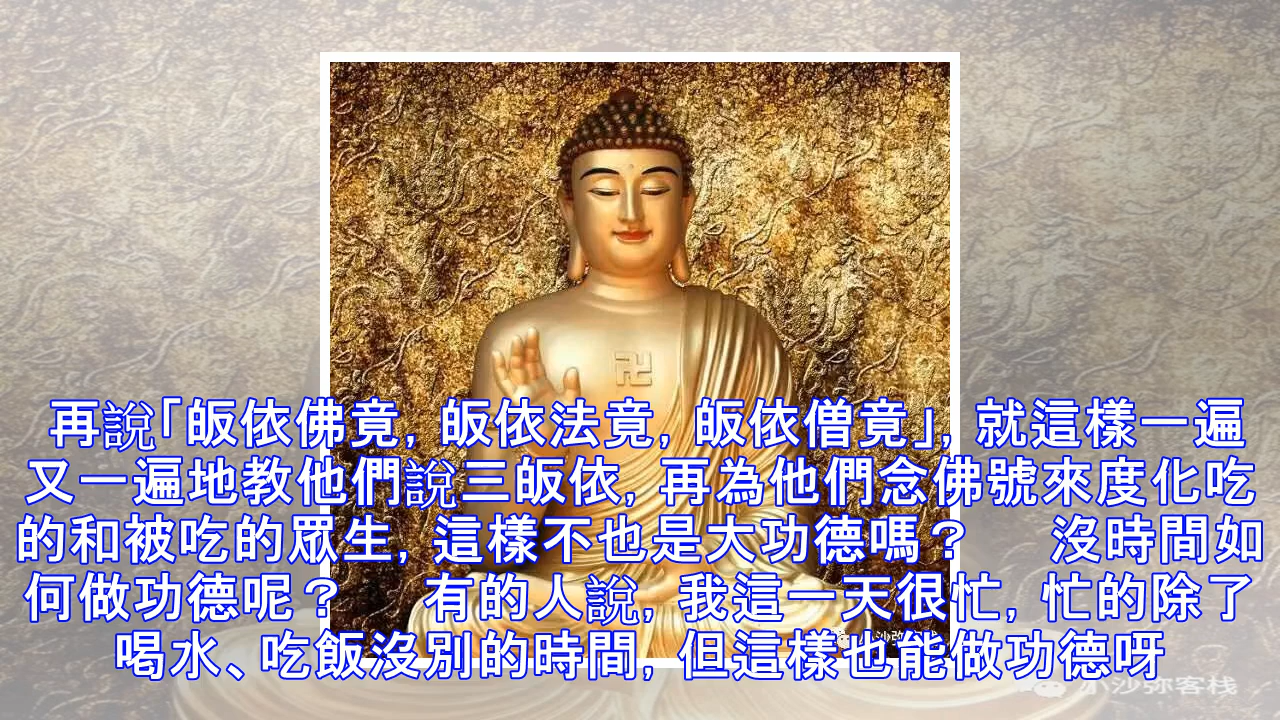 再說「皈依佛竟, 皈依法竟, 皈依僧竟」, 就這樣一遍
又一遍地教他們說三皈依, 再為他們念佛號來度化吃
的和被吃的眾生, 這樣不也是大功德嗎？ 沒時間如
何做功德呢？ 有的人說, 我這一天很忙, 忙的除了
喝水、吃飯沒別的時間, 但這樣也能做功德呀
小沙弥客栈